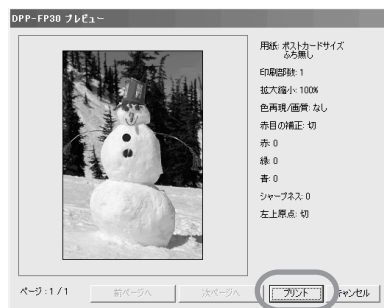 DPP-FP30 プレビュー
用紙: ポストカードサイズ
ふち無し
印刷部数: 1
拡大縮小: 100%
色再現/画質: なし
赤目の補正: 切
赤: 0
緑: 0
青: 0
シャープネス: 0
左上原点: 切
ページ : 1 / 1
前ページへ
次ページへ
プリント
キャンセル